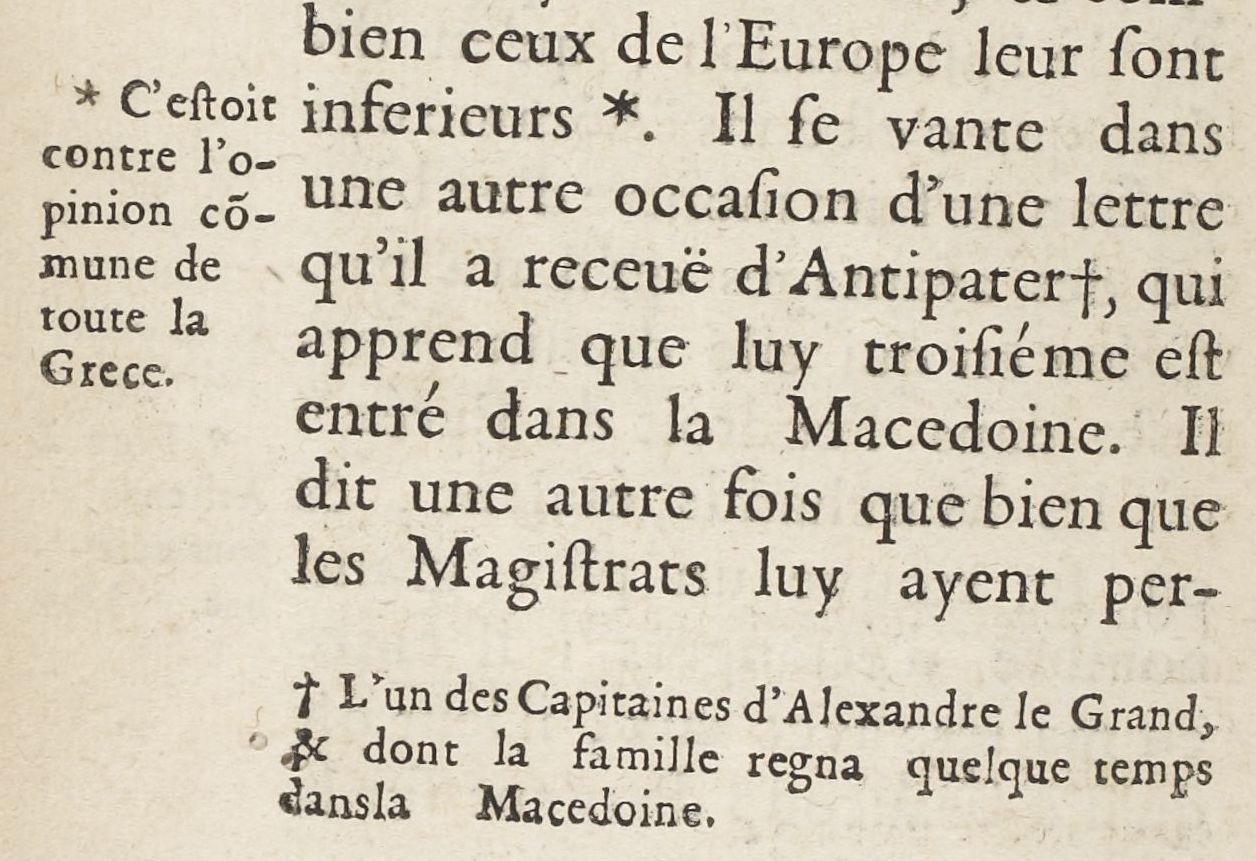 bien ceux de l'Europe leur ſont
inferieurs *. Il ſe vante dans
une autre occaſion d'une lettre
qu'il a receuë d'Antipater†, qui
apprend que luy troiſiéme eſt
entré dans la Macedoine. Il
dit une autre fois que bien que
les Magiſtrats luy ayent per-
* C'eſtoit
contre l'o-
pinion cõ-
mune de
toute la
Grece.
† L'un des Capitaines d'Alexandre le Grand,
& dont la famille regna quelque temps
dansla Macedoine.